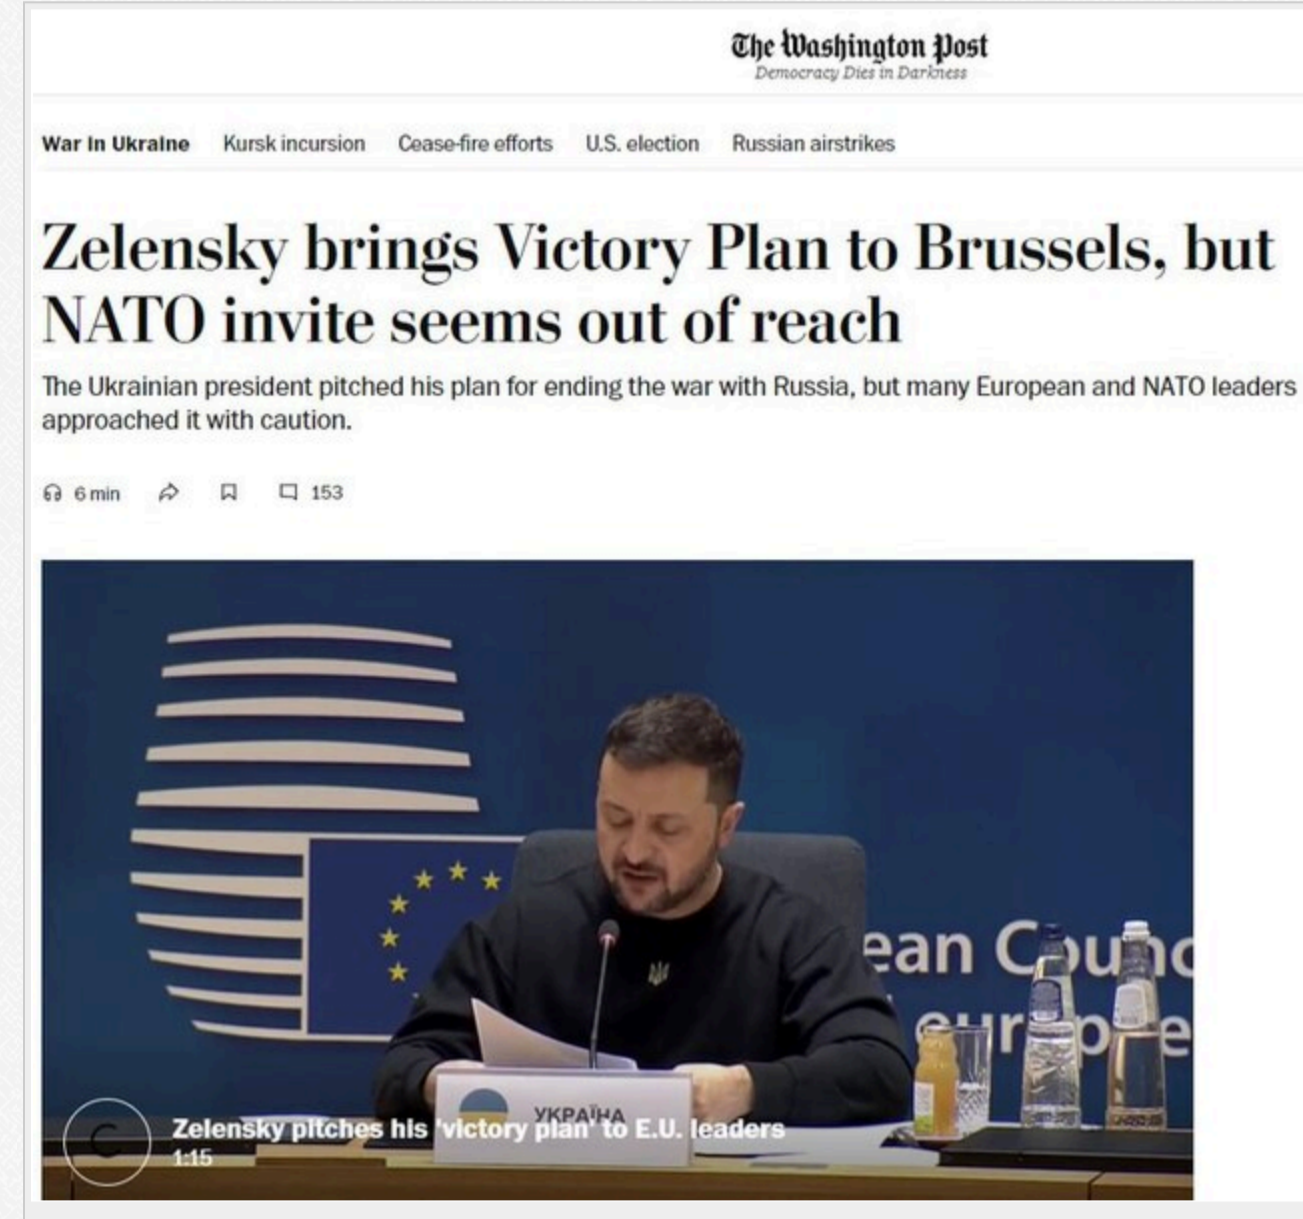 The Washington Post
Democracy Dies in Darkness
War in Ukraine Kursk incursion Cease-fire efforts U.S. election Russian airstrikes
Zelensky brings Victory Plan to Brussels, but
NATO invite seems out of reach
The Ukrainian president pitched his plan for ending the war with Russia, but many European and NATO leaders
approached it with caution.
6 min 153
ean Counc
europe
УКРАЇНА
Zelensky pitches his 'victory plan' to E.U. leaders
1:15